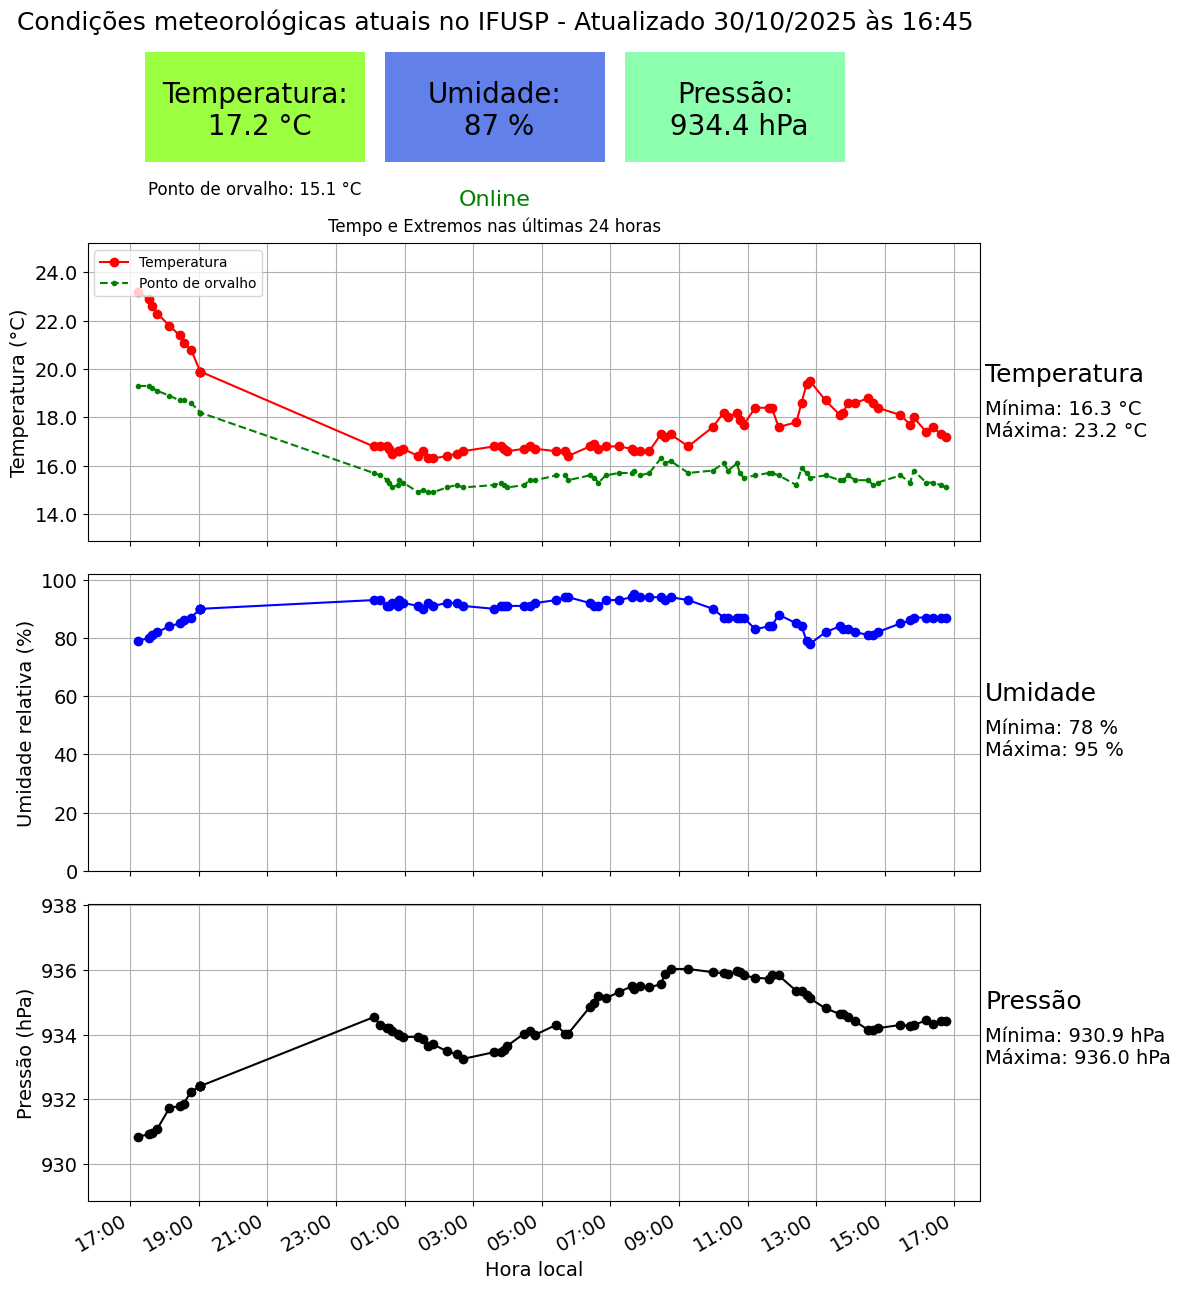 Condições meteorológicas atuais no IFUSP - Atualizado 30/10/2025 às 16:45
Temperatura:
17.2 °C
Umidade:
87 %
Pressão:
934.4 hPa
Ponto de orvalho: 15.1 °C
Online
Tempo e Extremos nas últimas 24 horas
Temperatura (°C)
24.0
22.0
20.0
18.0
16.0
14.0
Temperatura
Ponto de orvalho
Temperatura
Mínima: 16.3 °C
Máxima: 23.2 °C
Umidade relativa (%)
100
80
60
40
20
0
Umidade
Mínima: 78 %
Máxima: 95 %
Pressão (hPa)
938
936
934
932
930
Pressão
Mínima: 930.9 hPa
Máxima: 936.0 hPa
17:00 19:00 21:00 23:00 01:00 03:00 05:00 07:00 09:00 11:00 13:00 15:00 17:00
Hora local